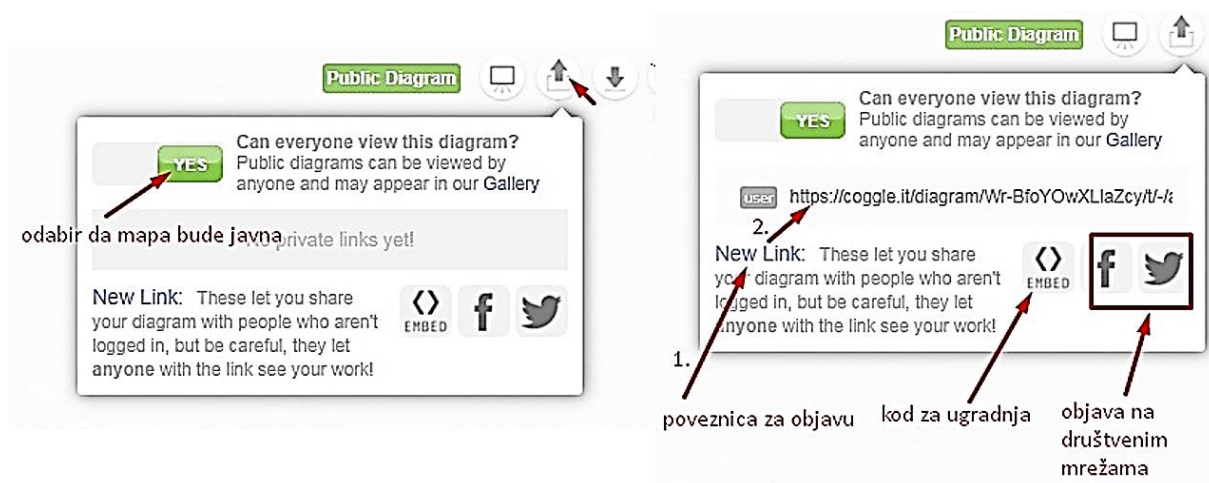 Public Diagram
YES
Can everyone view this diagram?
Public diagrams can be viewed by
anyone and may appear in our Gallery
odabir da mapa bude javna
private links yet!
New Link: These let you share
your diagram with people who aren't
logged in, but be careful, they let
anyone with the link see your work!
EMBED
Public Diagram
YES
Can everyone view this diagram?
Public diagrams can be viewed by
anyone and may appear in our Gallery
user https://coggle.it/diagram/Wr-BfoYOwXLlaZcy/t/-/a
2.
New Link: These let you share
your diagram with people who aren't
logged in, but be careful, they let
anyone with the link see your work!
EMBED
1.
poveznica za objavu
kod za ugradnja
objava na
društvenim
mrežama